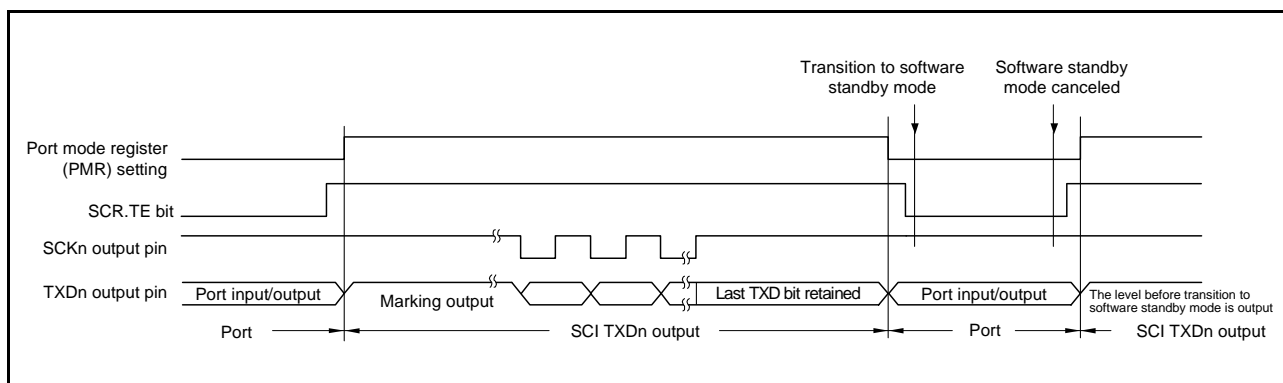 Transition to software
standby mode
Software standby
mode canceled
Port mode register
(PMR) setting
SCR.TE bit
SCKn output pin
TXDn output pin
Port input/output
Marking output
Last TXD bit retained
Port input/output
The level before transition to
software standby mode is output
Port
SCI TXDn output
Port
SCI TXDn output